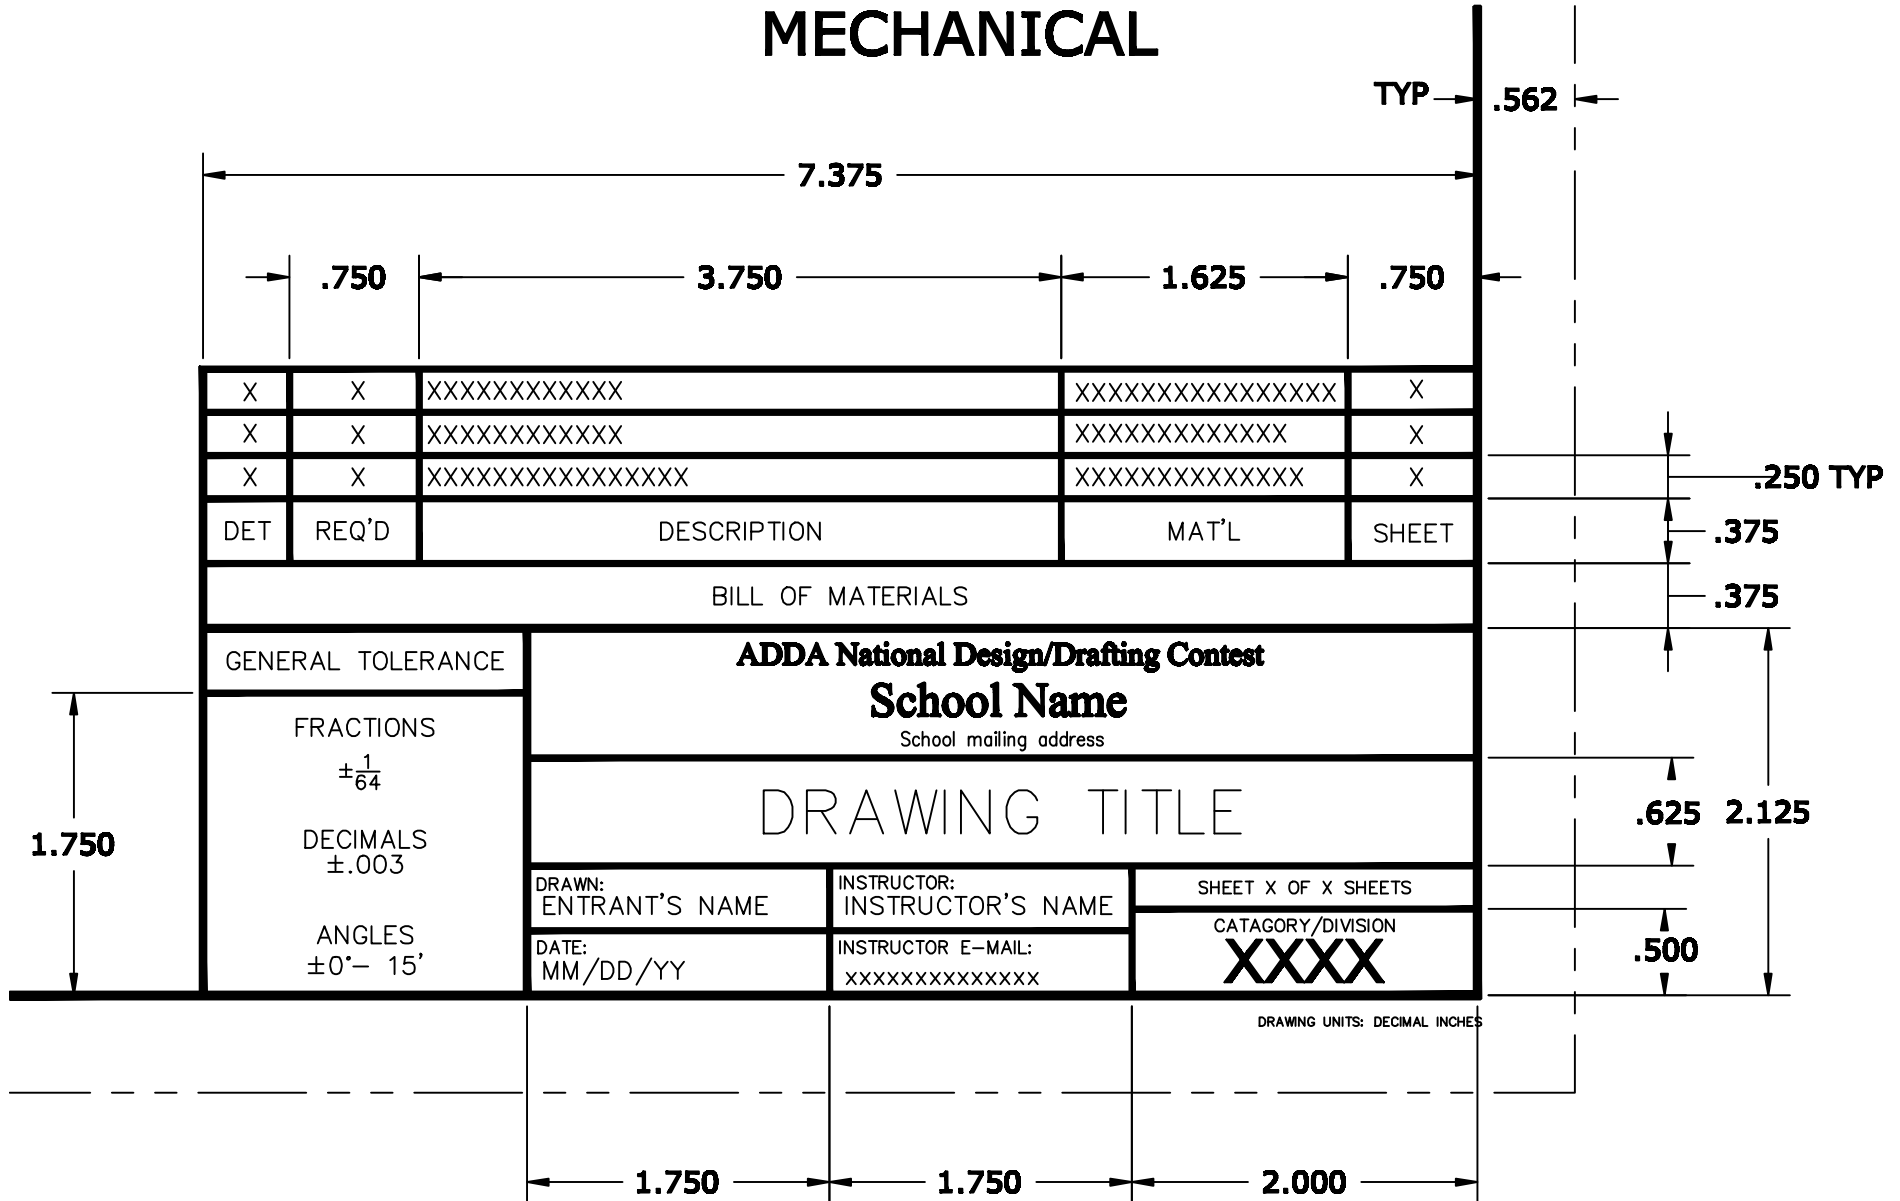 MECHANICAL
TYP .562
7.375
.750 3.750 1.625 .750
X X XXXXXXXXXXXX XXXXXXXXXXXXXXXX X
X X XXXXXXXXXXXX XXXXXXXXXXXXX X
X X XXXXXXXXXXXXXXXX XXXXXXXXXXXXXX X
.250 TYP
DET REQ'D DESCRIPTION MAT'L SHEET
.375
BILL OF MATERIALS
.375
GENERAL TOLERANCE
ADDA National Design/Drafting Contest
School Name
School mailing address
FRACTIONS
±1/64
DRAWING TITLE
.625 2.125
1.750
DECIMALS
±.003
ANGLES
±0°– 15'
DRAWN:
ENTRANT'S NAME
INSTRUCTOR:
INSTRUCTOR'S NAME
SHEET X OF X SHEETS
DATE:
MM/DD/YY
INSTRUCTOR E–MAIL:
XXXXXXXXXXXXXX
CATAGORY/DIVISION
XXXX
.500
DRAWING UNITS: DECIMAL INCHES
1.750 1.750 2.000